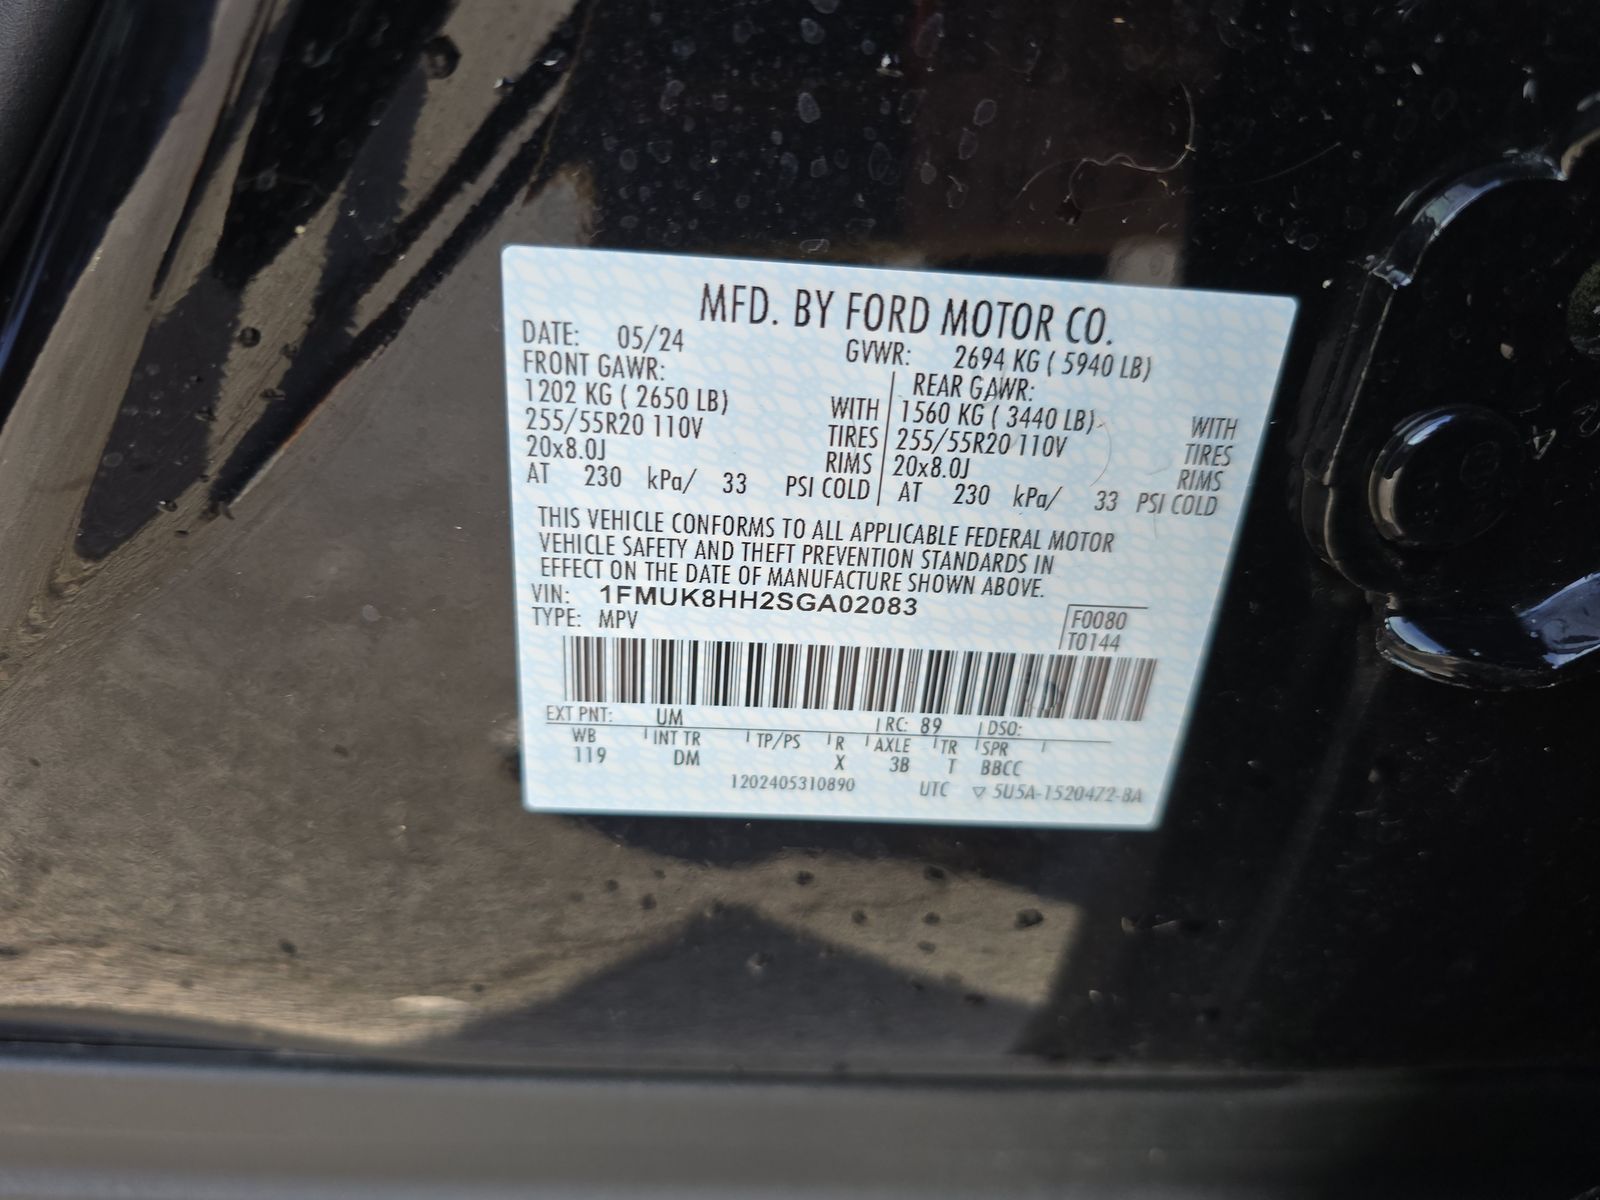 MFD. BY FORD MOTOR CO.
DATE: 05/24 GVWR: 2694 KG ( 5940 LB)
FRONT GAWR: REAR GAWR:
1202 KG ( 2650 LB) WITH 1560 KG ( 3440 LB) WITH
255/55R20 110V TIRES 255/55R20 110V TIRES
20x8.0J RIMS 20x8.0J RIMS
AT 230 kPa/ 33 PSI COLD AT 230 kPa/ 33 PSI COLD
THIS VEHICLE CONFORMS TO ALL APPLICABLE FEDERAL MOTOR
VEHICLE SAFETY AND THEFT PREVENTION STANDARDS IN
EFFECT ON THE DATE OF MANUFACTURE SHOWN ABOVE.
VIN: 1FMUK8HH2SGA02083
TYPE: MPV F0080
T0144
EXT PNT: UM RC: 89 DSO:
WB INT TR TP/PS R AXLE TR SPR
119 DM X 3B T BBCC
1202405310890 UTC ▽ 5U5A-1520472-BA